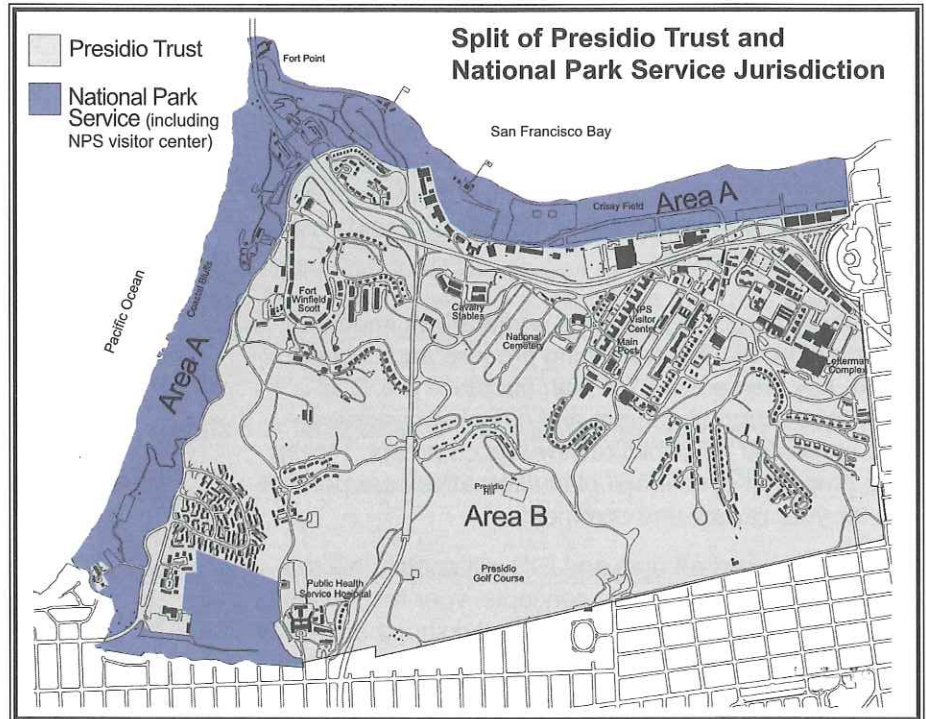 Presidio Trust
National Park
Service (including
NPS visitor center)
Split of Presidio Trust and
National Park Service Jurisdiction
Fort Point
San Francisco Bay
Crissy Field
Area A
Pacific Ocean
Coastal Bluffs
Area A
Fort
Winfield
Scott
Cavalry
Stables
National
Cemetery
NPS
Visitor
Center
Main
Post
Letterman
Complex
Presidio
Hill
Area B
Presidio
Golf Course
Public Health
Service Hospital